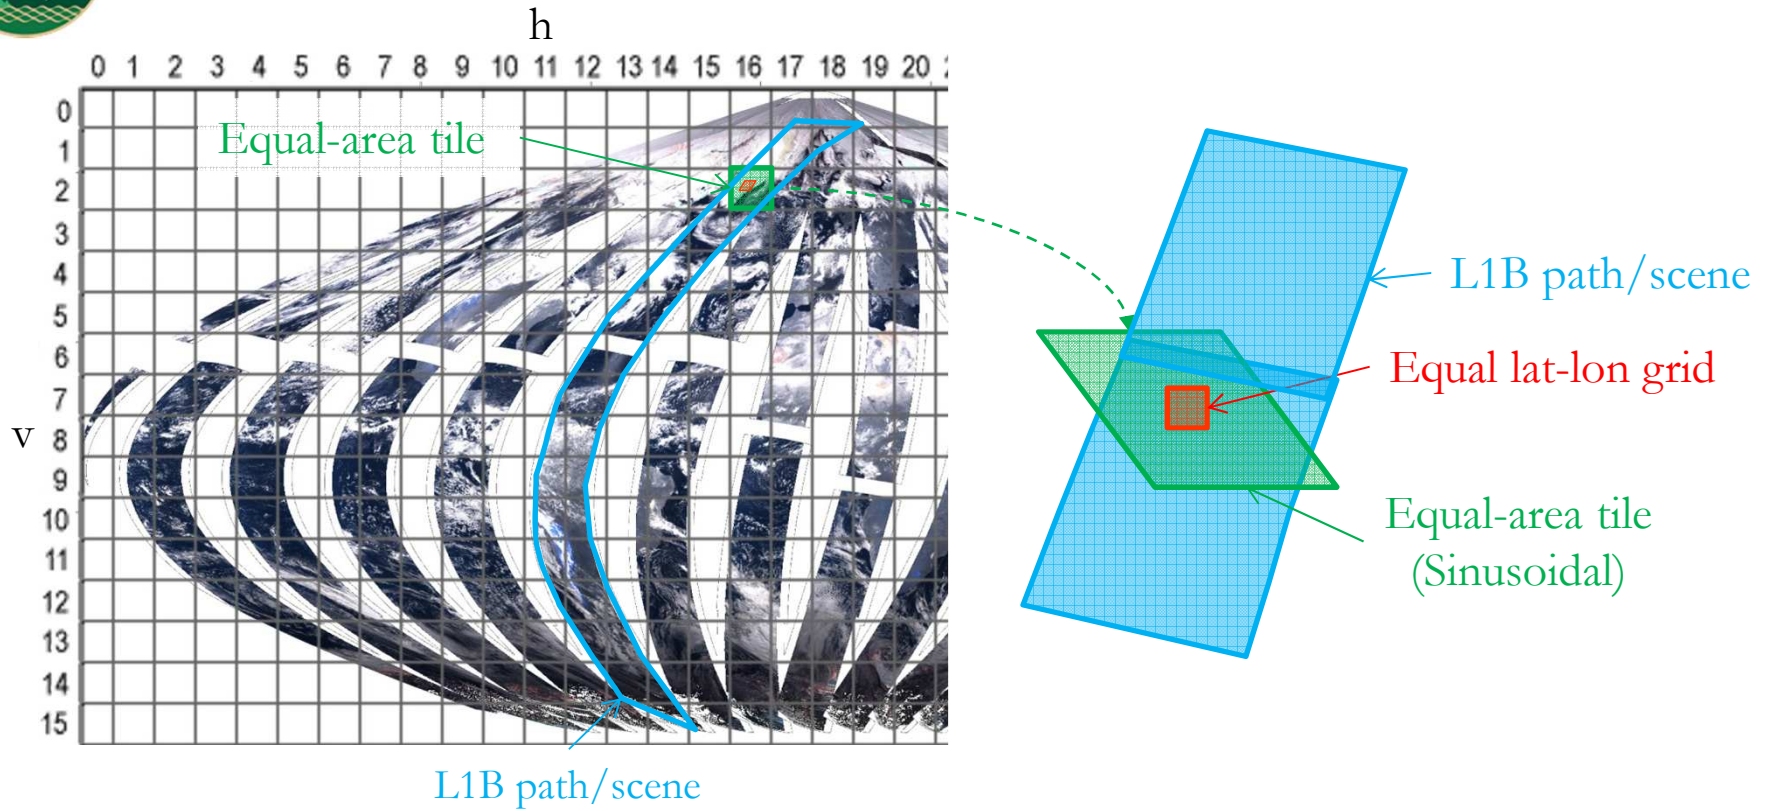 h
0 1 2 3 4 5 6 7 8 9 10 11 12 13 14 15 16 17 18 19 20
0
Equal-area tile
1
2
3
4
5
6
7
v
8
9
10
11
12
13
14
15
L1B path/scene
L1B path/scene
Equal lat-lon grid
Equal-area tile
(Sinusoidal)